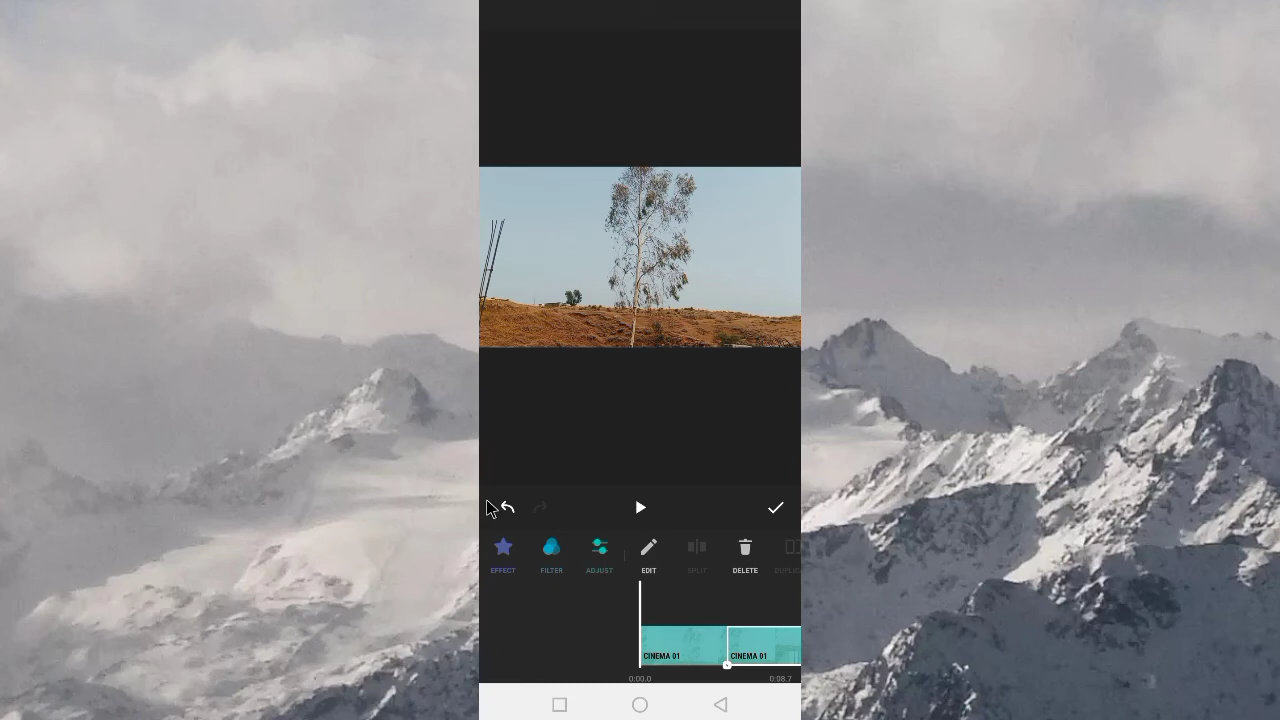 EFFECT FILTER ADJUST EDIT SPLIT DELETE
CINEMA 01 CINEMA 01
0:00.0 0:08.7